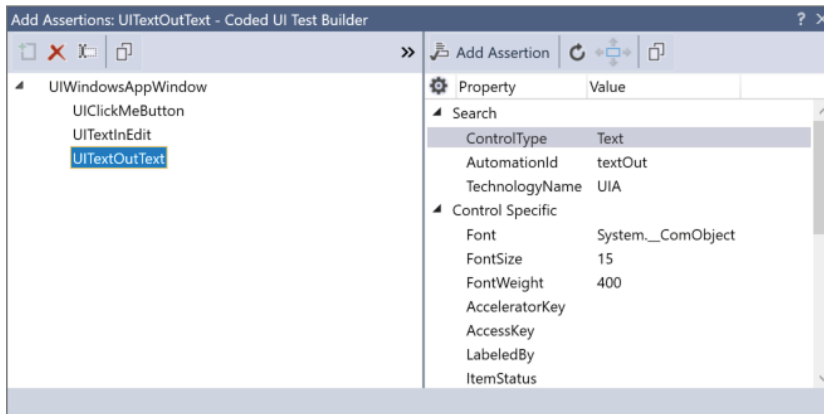 Add Assertions: UITextOutText - Coded UI Test Builder
Add Assertion
UIWindowsAppWindow
UIClickMeButton
UITextInEdit
UITextOutText
Property Value
Search
ControlType Text
AutomationId textOut
TechnologyName UIA
Control Specific
Font System.__ComObject
FontSize 15
FontWeight 400
AcceleratorKey
AccessKey
LabeledBy
ItemStatus